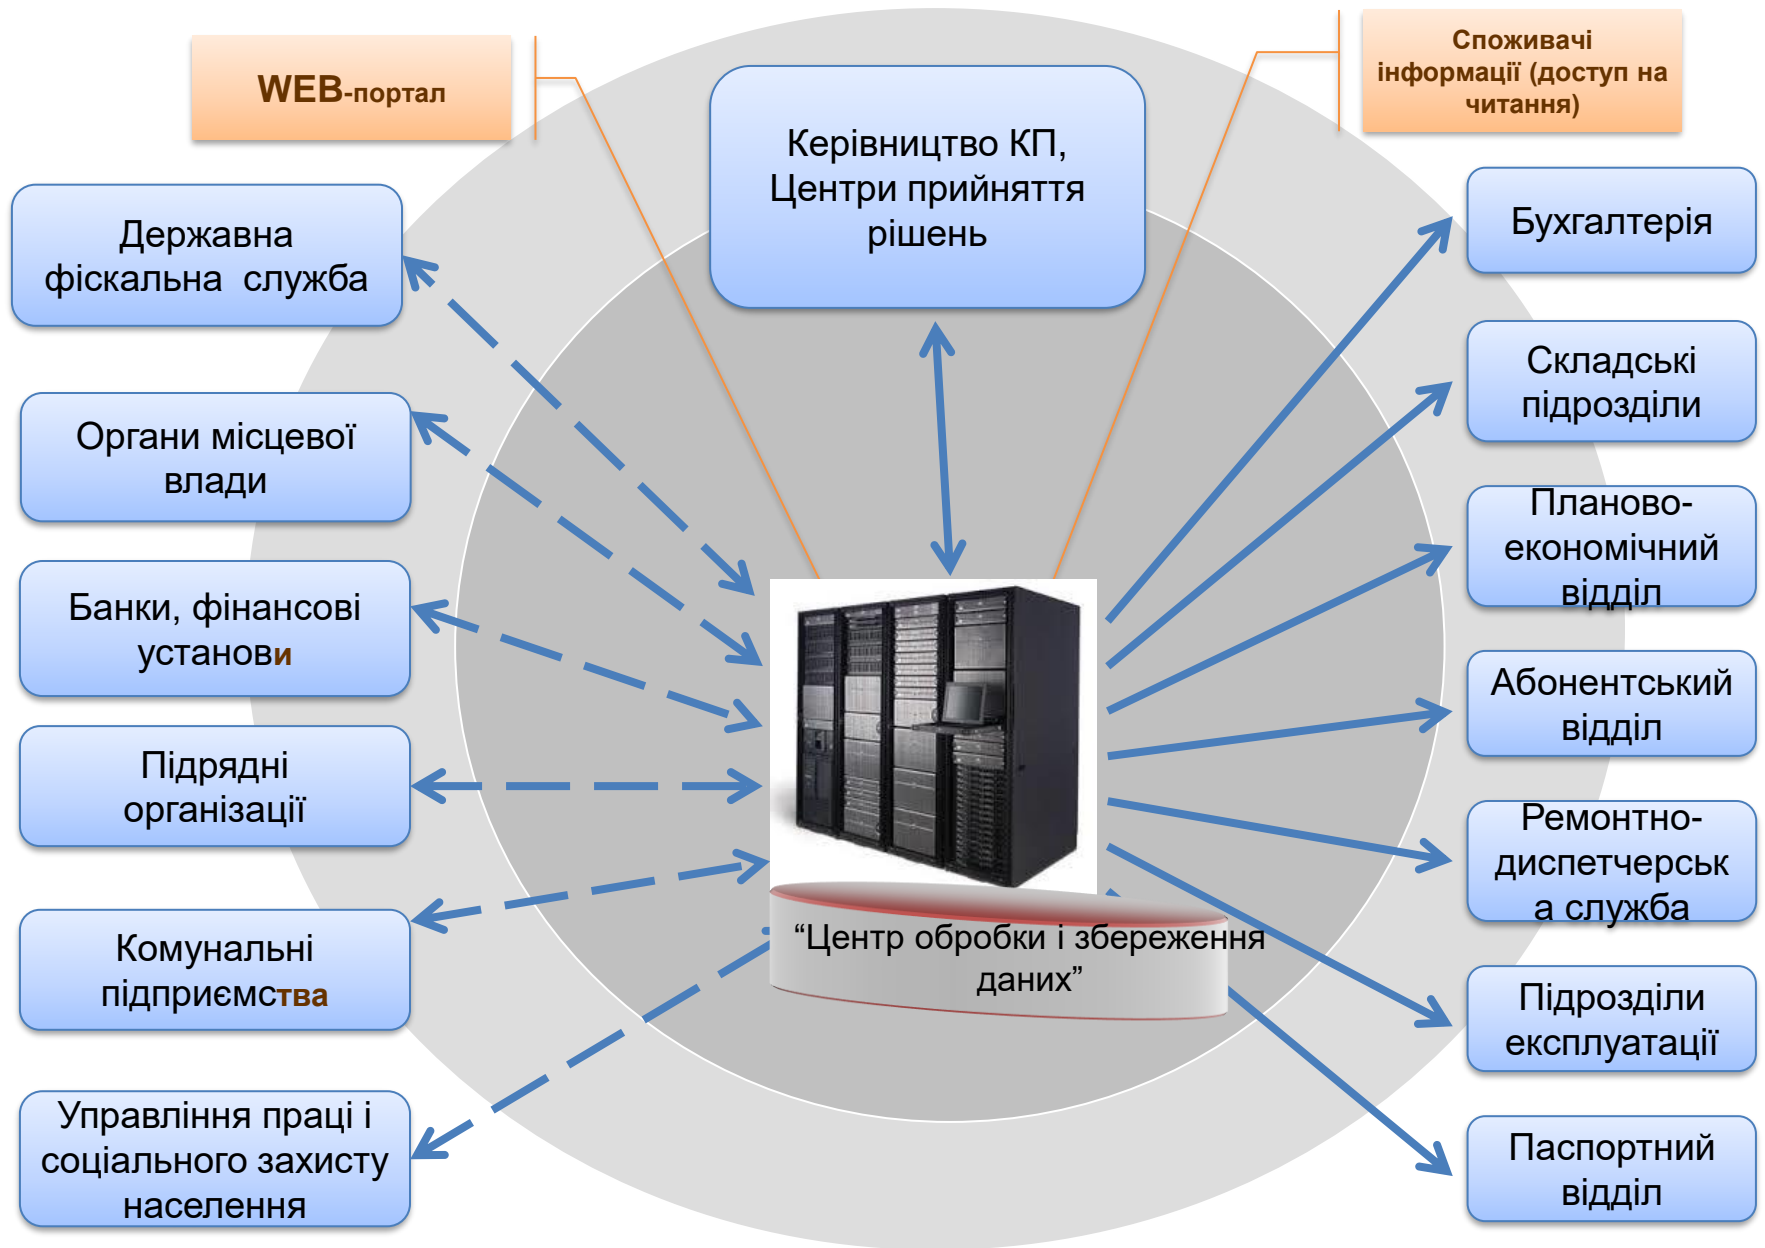 WEB-портал
Споживачі
інформації (доступ на
читання)
Керівництво КП,
Центри прийняття
рішень
Державна
фіскальна служба
Органи місцевої
влади
Банки, фінансові
установи
Підрядні
організації
Комунальні
підприємства
Управління праці і
соціального захисту
населення
“Центр обробки і збереження
даних”
Бухгалтерія
Складські
підрозділи
Планово-
економічний
відділ
Абонентський
відділ
Ремонтно-
диспетчерськ
а служба
Підрозділи
експлуатації
Паспортний
відділ